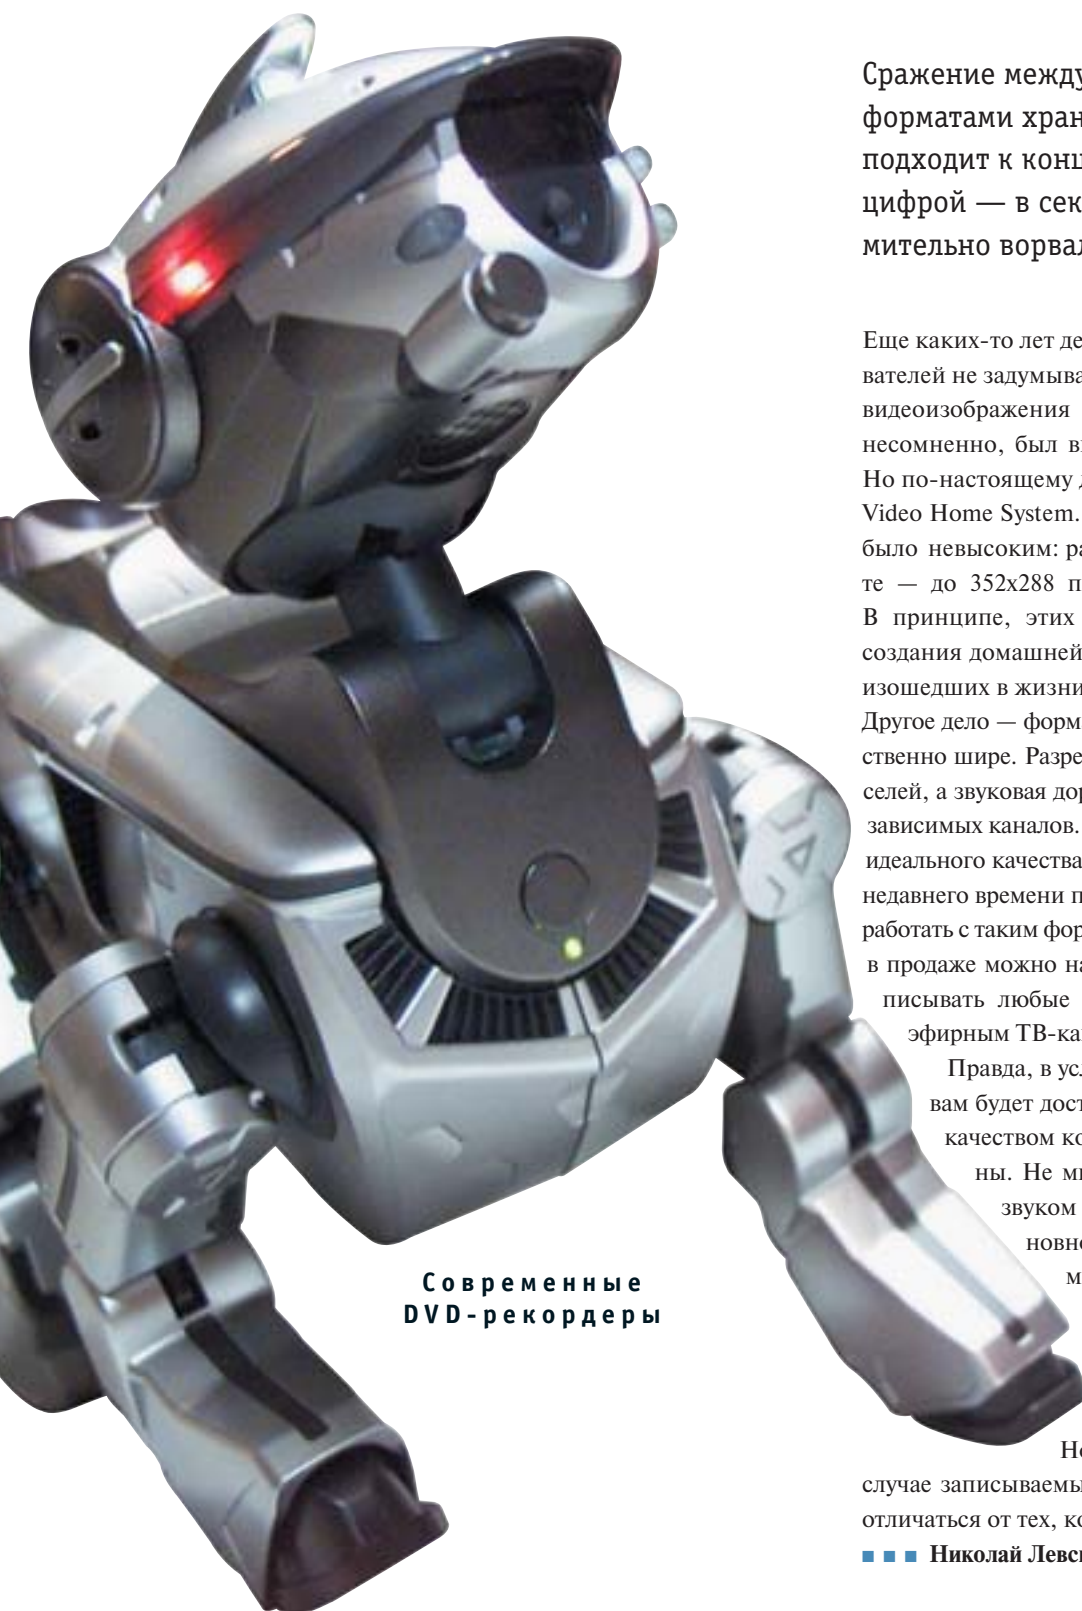 Сражение между
форматами хран
подходит к конц
цифрой — в сек
мительно ворвал
Еще каких-то лет де
вателей не задумыва
видеоизображения
несомненно, был в
Но по-настоящему д
Video Home System.
было невысоким: ра
те — до 352x288 п
В принципе, этих
создания домашней
изошедших в жизни
Другое дело — форм
ственно шире. Разре
селей, а звуковая дор
зависимых каналов.
идеального качества
недавнего времени п
работать с таким фор
в продаже можно на
писывать любые
эфирным ТВ-ка
Правда, в усл
вам будет дост
качеством ко
ны. Не м
звуком
новно
м
Но
случае записываемы
отличаться от тех, ко
Николай Левс
Современные
DVD-рекордеры